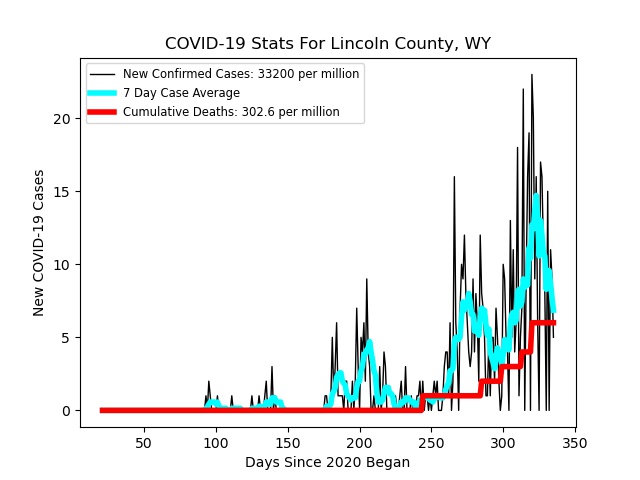 COVID-19 Stats For Lincoln County, WY
New Confirmed Cases: 33200 per million
7 Day Case Average
Cumulative Deaths: 302.6 per million
New COVID-19 Cases
20
15
10
5
0
50
100
150
200
250
300
350
Days Since 2020 Began